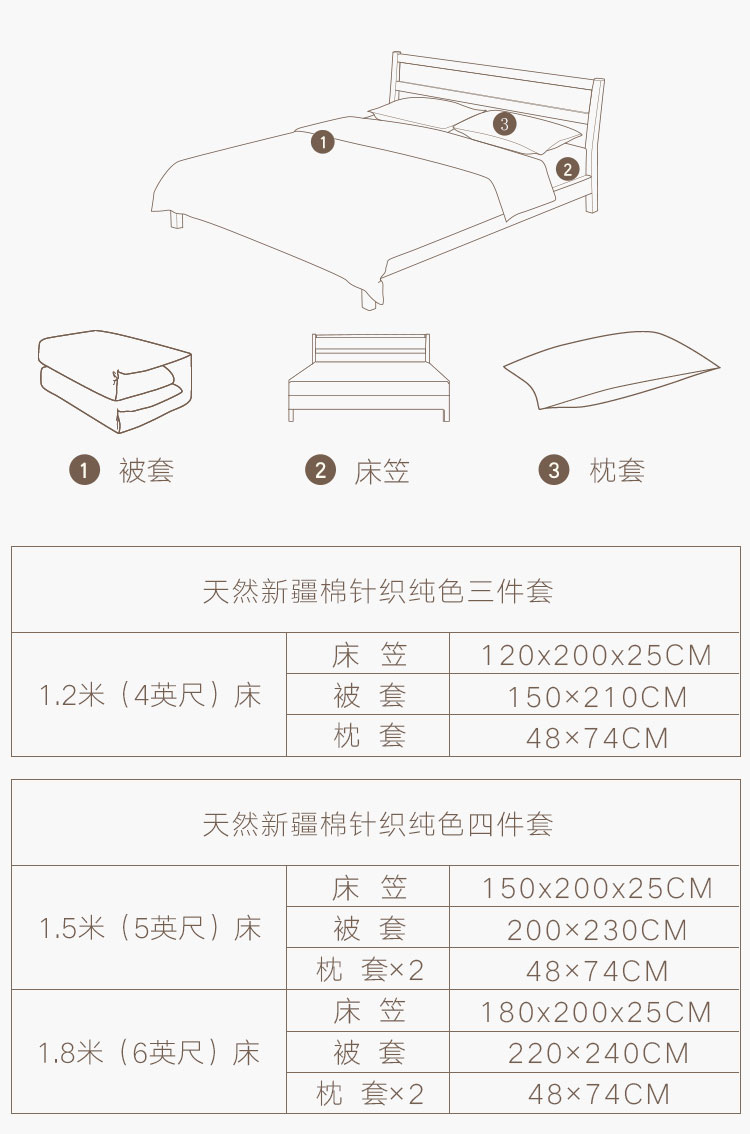 3
1
2
1 被套
2 床笠
3 枕套
天然新疆棉针织纯色三件套
1.2米（4英尺）床
床 笠 120x200x25CM
被 套 150×210CM
枕 套 48×74CM
天然新疆棉针织纯色四件套
1.5米（5英尺）床
床 笠 150x200x25CM
被 套 200×230CM
枕 套×2 48×74CM
1.8米（6英尺）床
床 笠 180x200x25CM
被 套 220×240CM
枕 套×2 48×74CM